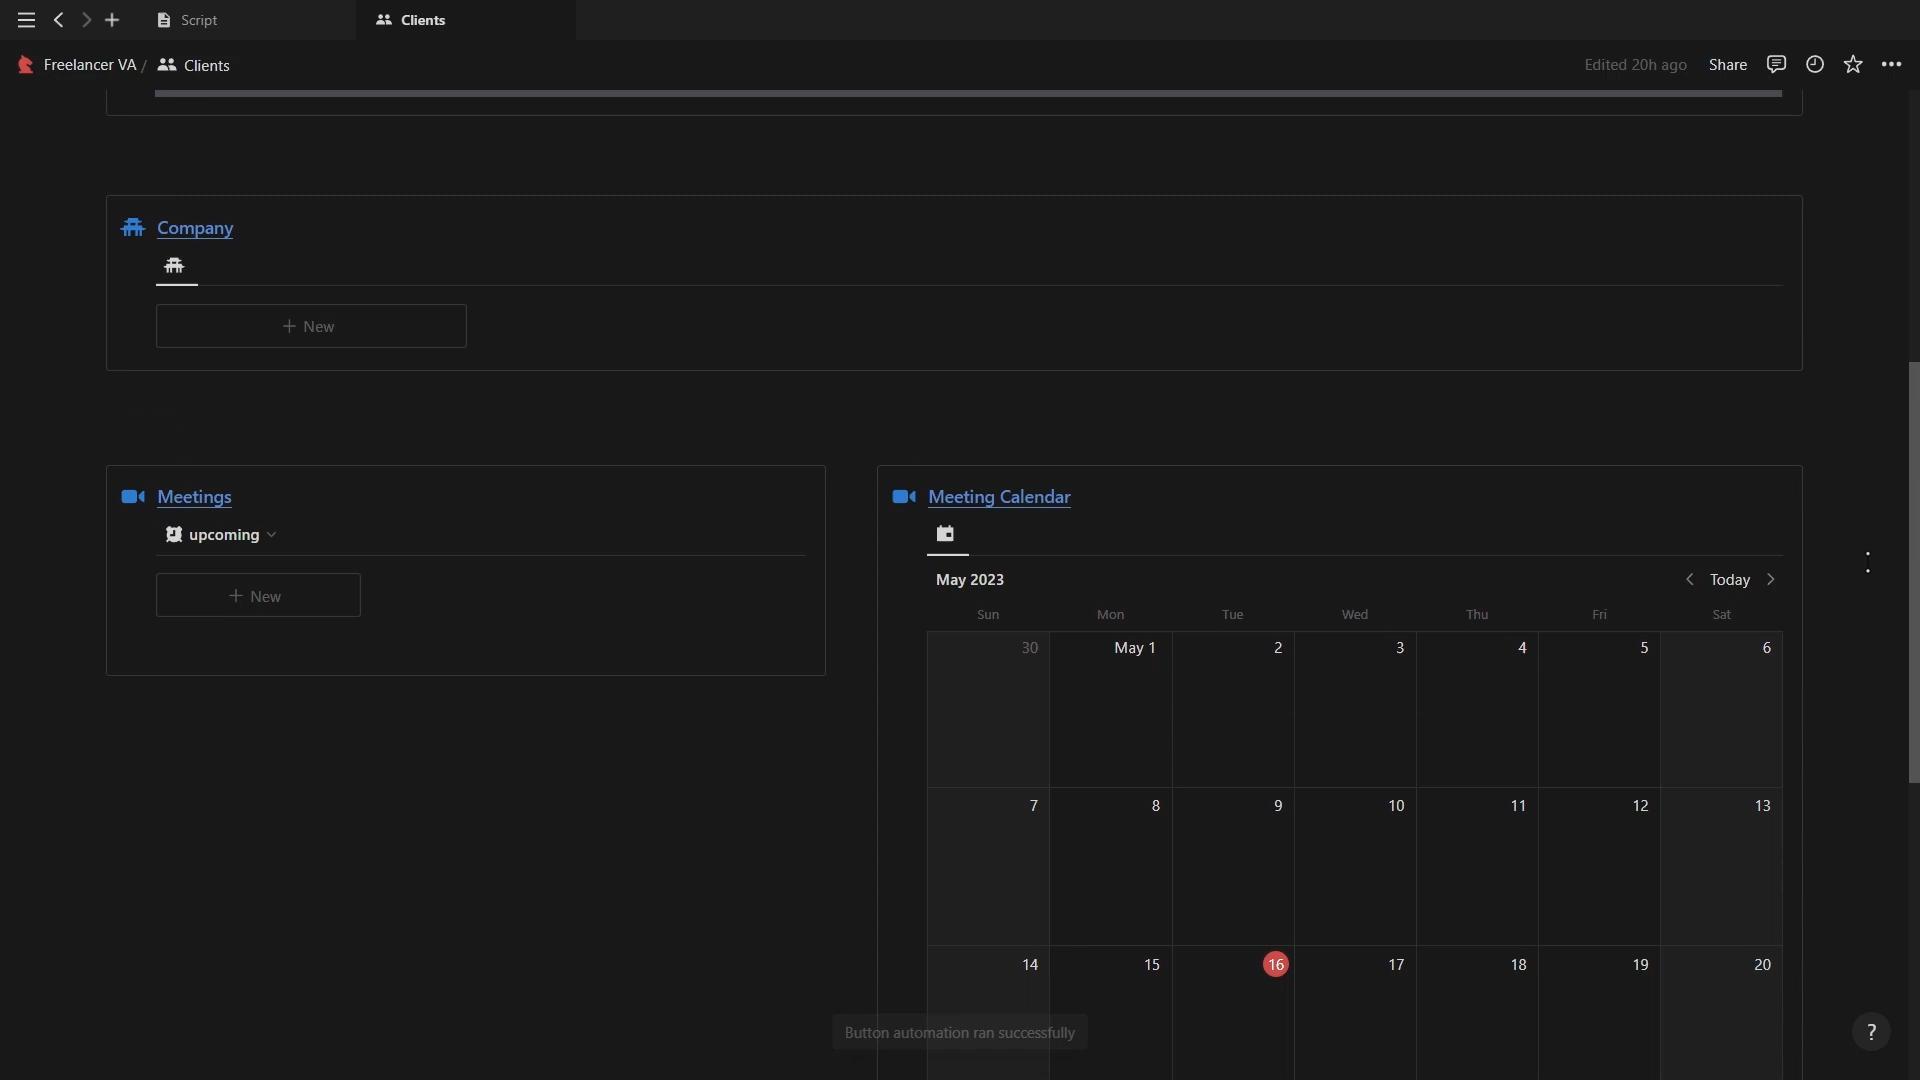 Script
Clients
Freelancer VA / Clients
Edited 20h ago Share
Company
+ New
Meetings
upcoming
+ New
Meeting Calendar
May 2023
Today
Sun Mon Tue Wed Thu Fri Sat
30 May 1 2 3 4 5 6
7 8 9 10 11 12 13
14 15 16 17 18 19 20
Button automation ran successfully
?